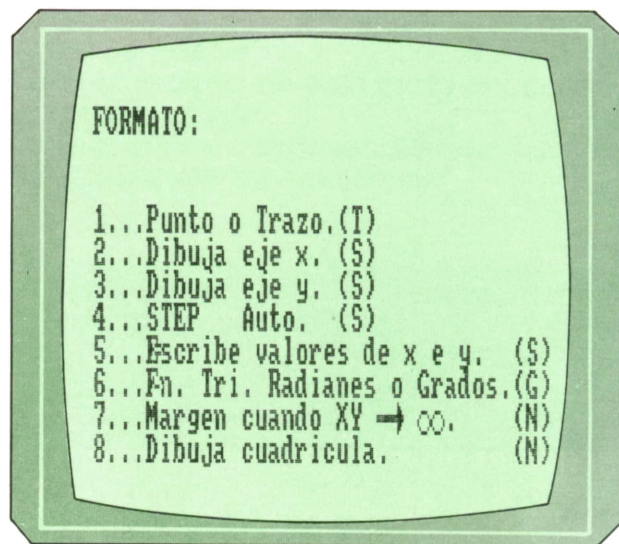 FORMATO:
1...Punto o Trazo.(T)
2...Dibuja eje x. (S)
3...Dibuja eje y. (S)
4...STEP  Auto.  (S)
5...Escribe valores de x e y.  (S)
6...Fn. Tri. Radianes o Grados.(G)
7...Margen cuando XY → ∞.    (N)
8...Dibuja cuadricula.       (N)